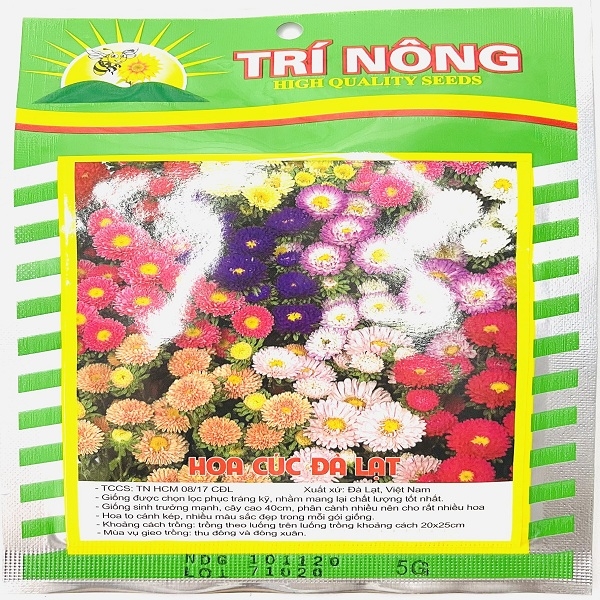 TRÍ NÔNG
HIGH QUALITY SEEDS
HOA CÚC ĐÀ LẠT
- TCCS: TN HCM 08/17 CĐL Xuất xứ: Đà Lạt, Việt Nam
- Giống được chọn lọc phục tráng kỹ, nhằm mang lại chất lượng tốt nhất.
- Giống sinh trưởng mạnh, cây cao 40cm, phân cành nhiều nên cho rất nhiều hoa
- Hoa to cánh kép, nhiều màu sắc đẹp trong mỗi gói giống.
- Khoảng cách trồng: trồng theo luống trên luống trồng khoảng cách 20x25cm
- Mùa vụ gieo trồng: thu đông và đông xuân.
NDG 101120
LOL 71020 5G